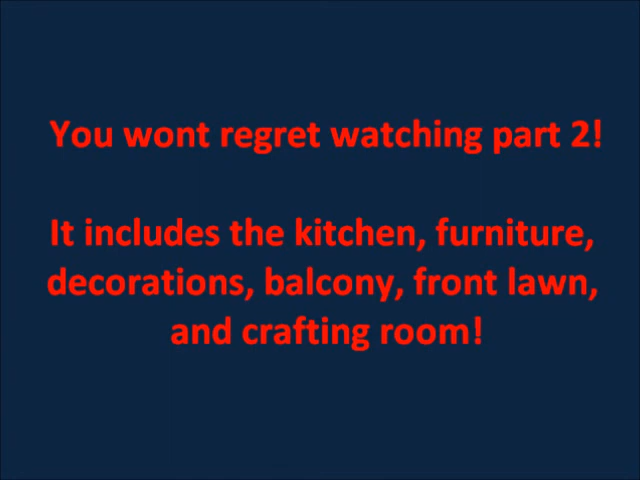 You wont regret watching part 2!
It includes the kitchen, furniture,
decorations, balcony, front lawn,
and crafting room!